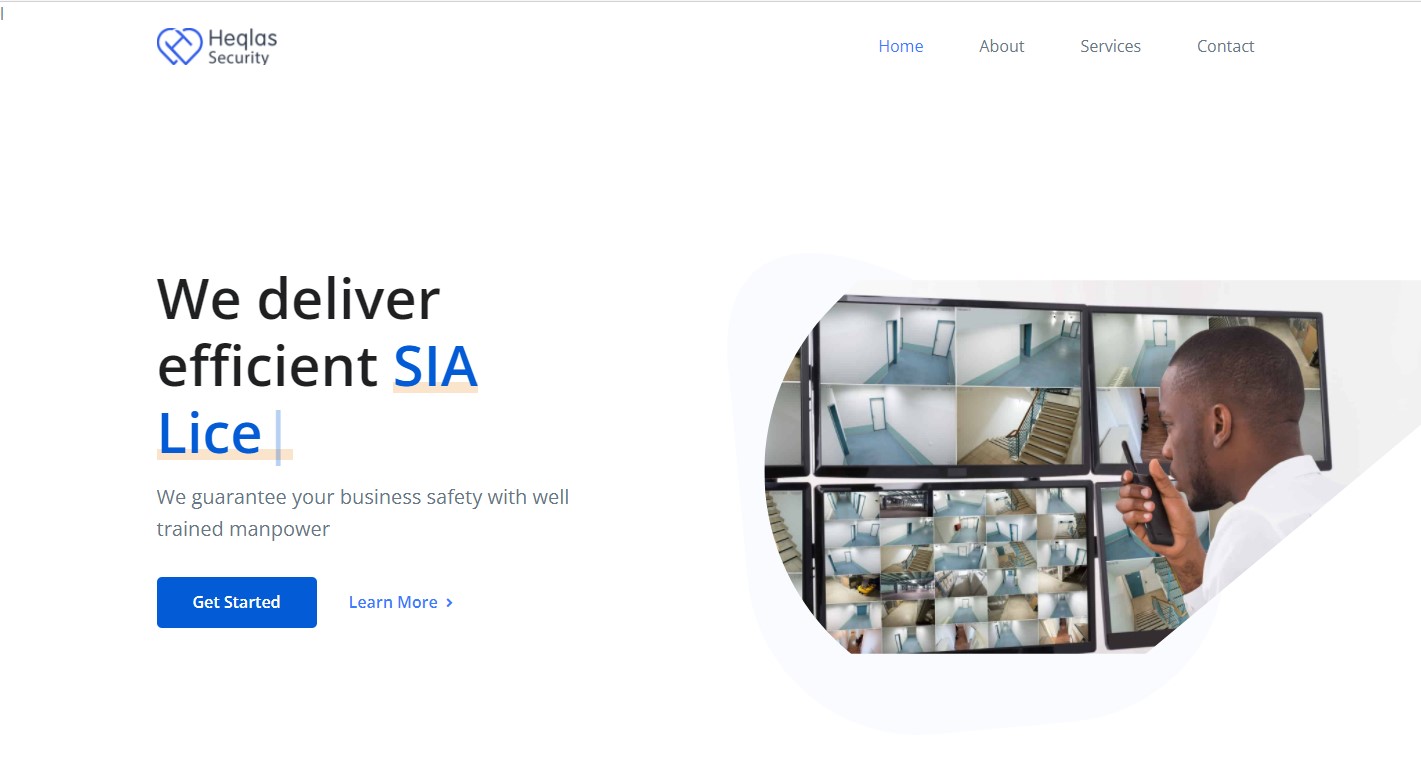 Heqlas
Security
Home About Services Contact
We deliver
efficient SIA
Lice
We guarantee your business safety with well
trained manpower
Get Started Learn More